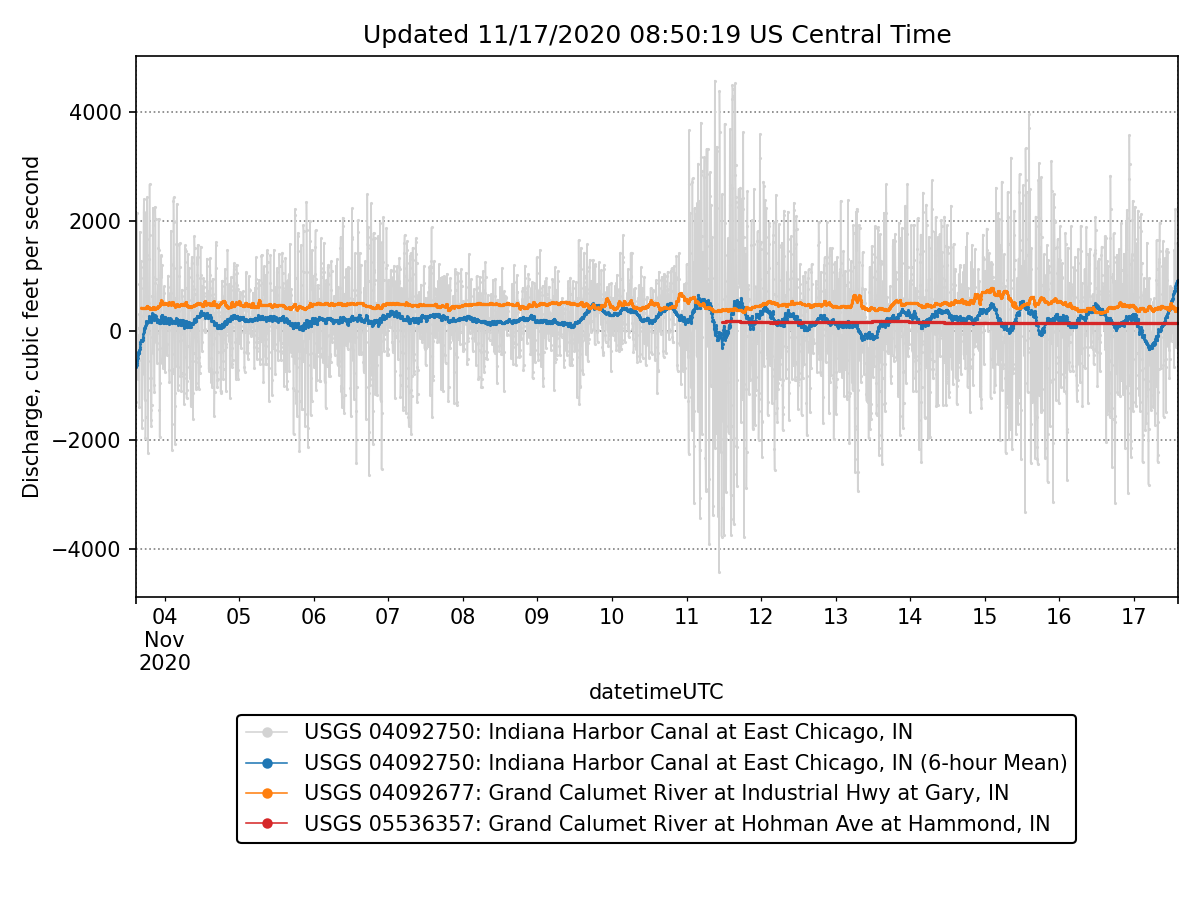 Updated 11/17/2020 08:50:19 US Central Time
Discharge, cubic feet per second
4000
2000
0
−2000
−4000
04 05 06 07 08 09 10 11 12 13 14 15 16 17
Nov
2020
datetimeUTC
USGS 04092750: Indiana Harbor Canal at East Chicago, IN
USGS 04092750: Indiana Harbor Canal at East Chicago, IN (6-hour Mean)
USGS 04092677: Grand Calumet River at Industrial Hwy at Gary, IN
USGS 05536357: Grand Calumet River at Hohman Ave at Hammond, IN